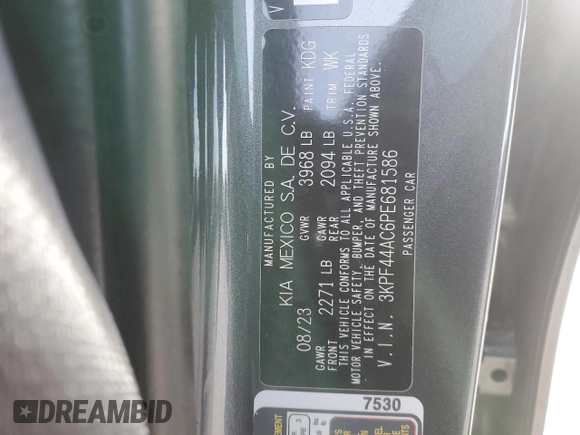 MANUFACTURED BY
KIA MEXICO S.A. DE C.V.
08/23 GVWR 3968 LB PAINT KDG
GAWR FRONT 2271 LB GAWR REAR 2094 LB TRIM WK
THIS VEHICLE CONFORMS TO ALL APPLICABLE U.S.A. FEDERAL
MOTOR VEHICLE SAFETY, BUMPER, AND THEFT PREVENTION STANDARDS
IN EFFECT ON THE DATE OF MANUFACTURE SHOWN ABOVE.
V.I.N. 3KPF44AC6PE681586
PASSENGER CAR
V
7530
DREAMBID